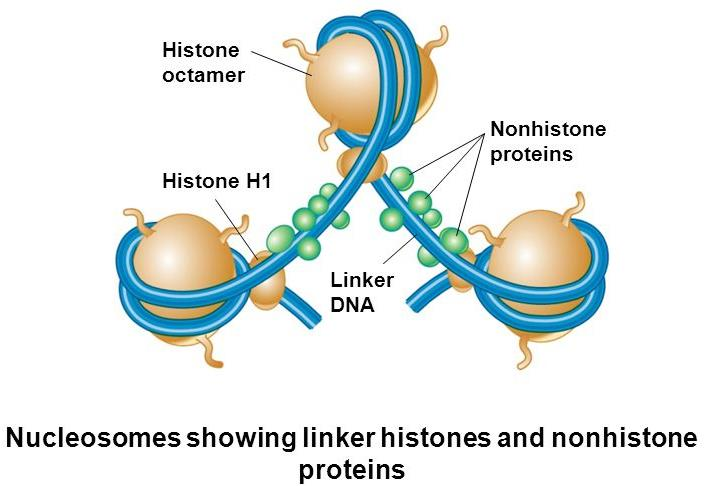 Histone
octamer
Nonhistone
proteins
Histone H1
Linker
DNA
Nucleosomes showing linker histones and nonhistone
proteins